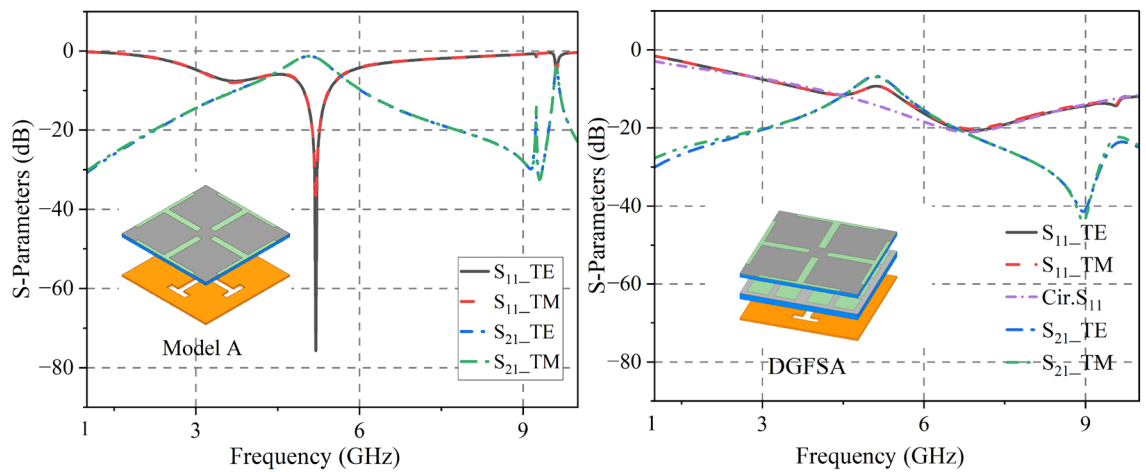 S-Parameters (dB)
0
−20
−40
−60
−80
1
3
6
9
Frequency (GHz)
Model A
S₁₁_TE
S₁₁_TM
S₂₁_TE
S₂₁_TM
S-Parameters (dB)
0
−20
−40
−60
−80
1
3
6
9
Frequency (GHz)
DGFSA
S₁₁_TE
S₁₁_TM
Cir.S₁₁
S₂₁_TE
S₂₁_TM